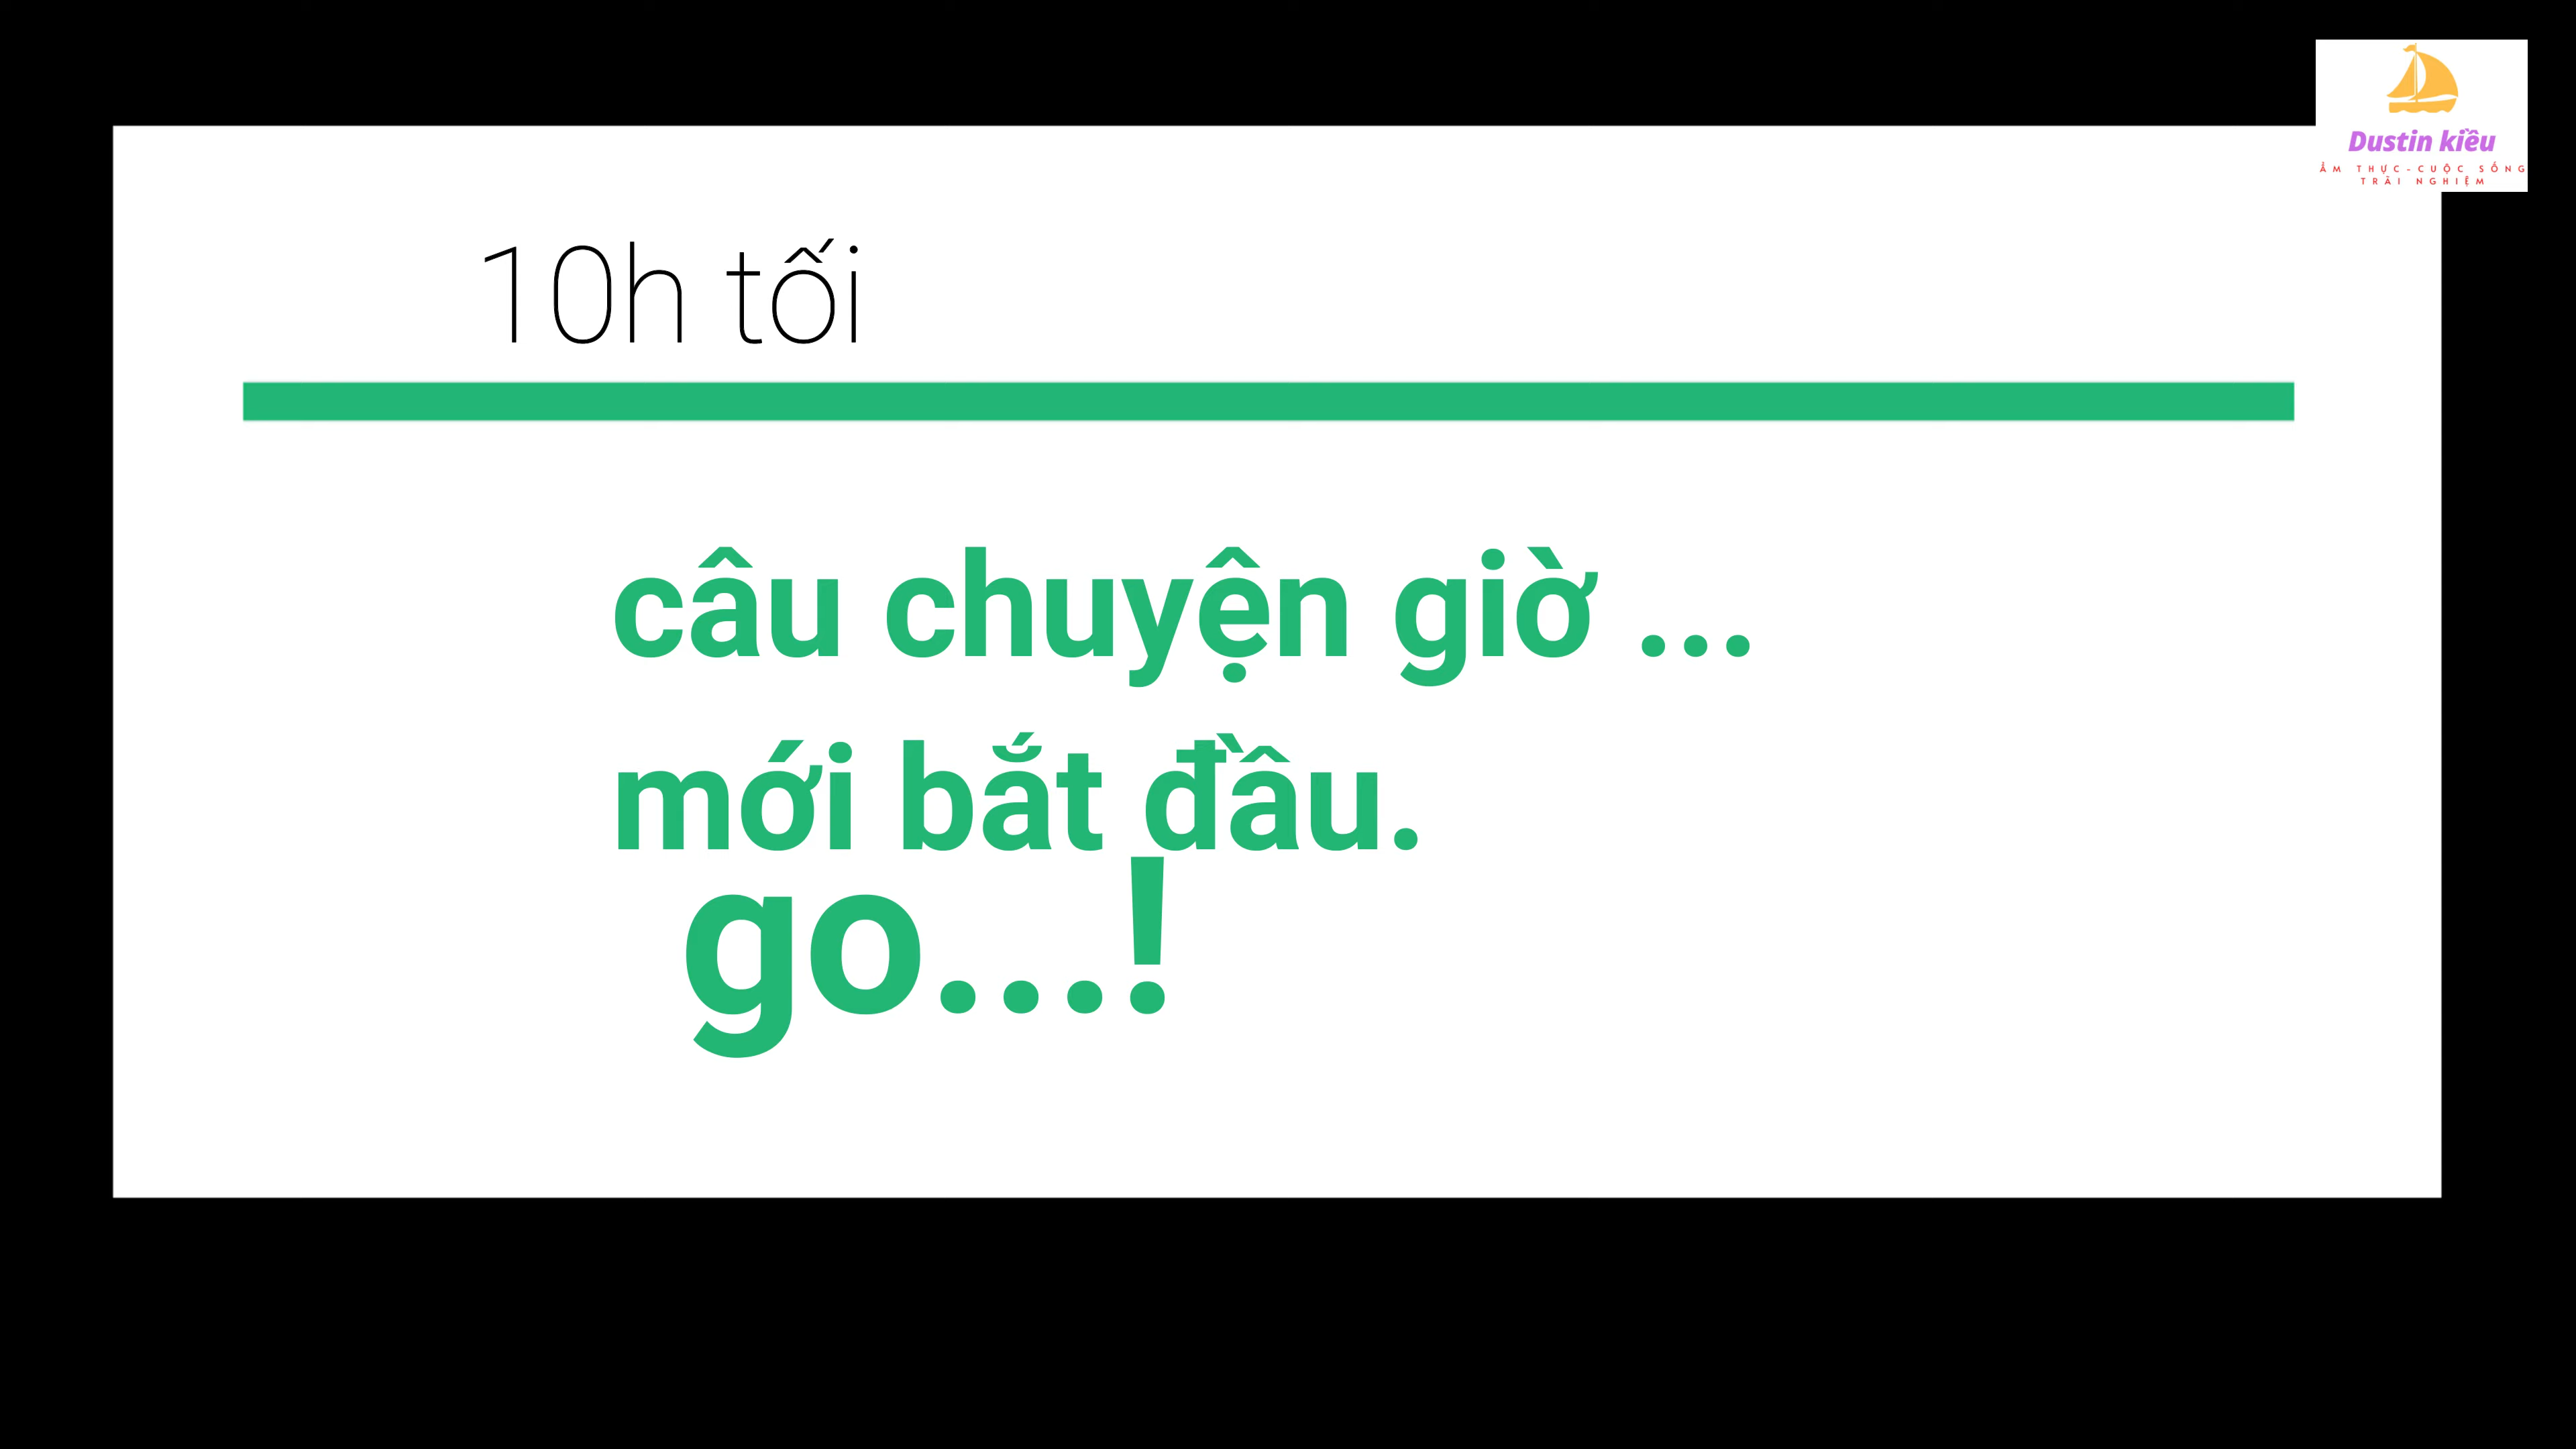 Dustin kiều
ẨM THỰC-CUỘC SỐNG
TRẢI NGHIỆM
10h tối
câu chuyện giờ ...
mới bắt đầu.
go...!